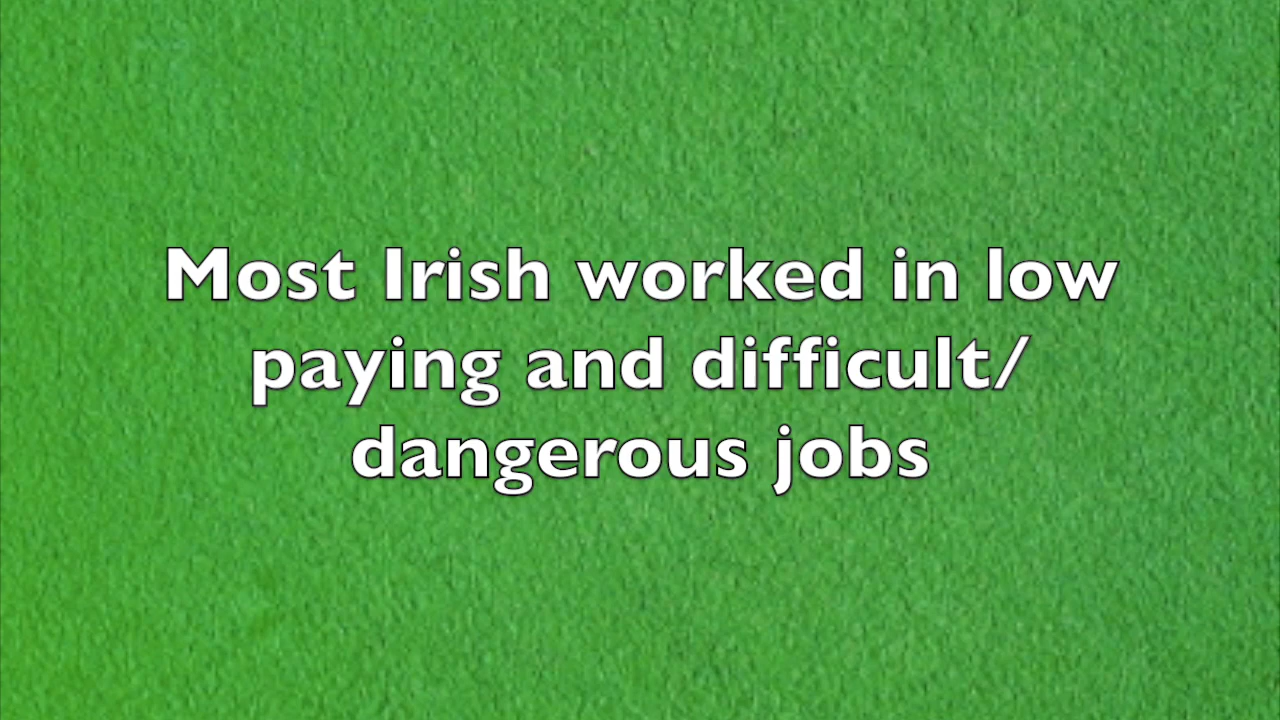 Most Irish worked in low
paying and difficult/
dangerous jobs